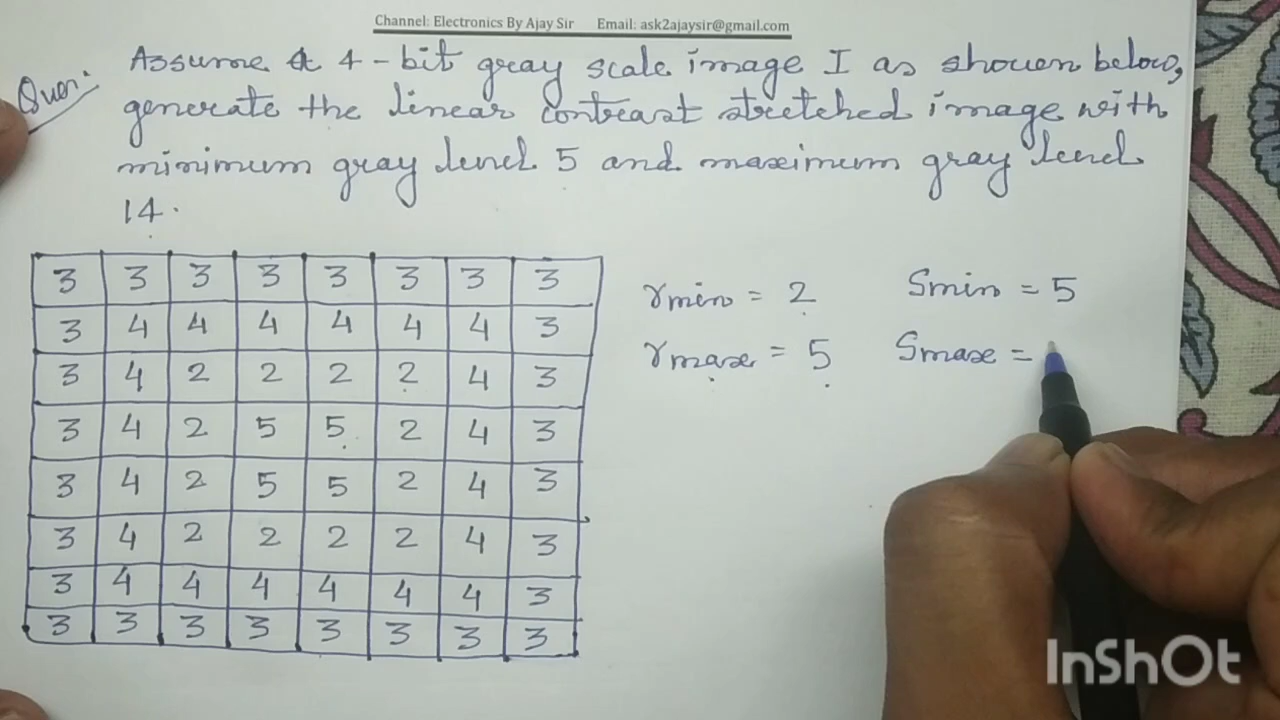 Channel: Electronics By Ajay Sir Email: ask2ajaysir@gmail.com
Ques:
Assume a 4-bit gray scale image I as shown below,
generate the linear contrast stretched image with
minimum gray level 5 and maximum gray level
14.
3 3 3 3 3 3 3 3
3 4 4 4 4 4 4 3
3 4 2 2 2 2 4 3
3 4 2 5 5 2 4 3
3 4 2 5 5 2 4 3
3 4 2 2 2 2 4 3
3 4 4 4 4 4 4 3
3 3 3 3 3 3 3 3
rmin = 2 Smin = 5
rmax = 5 Smax =
InShOt